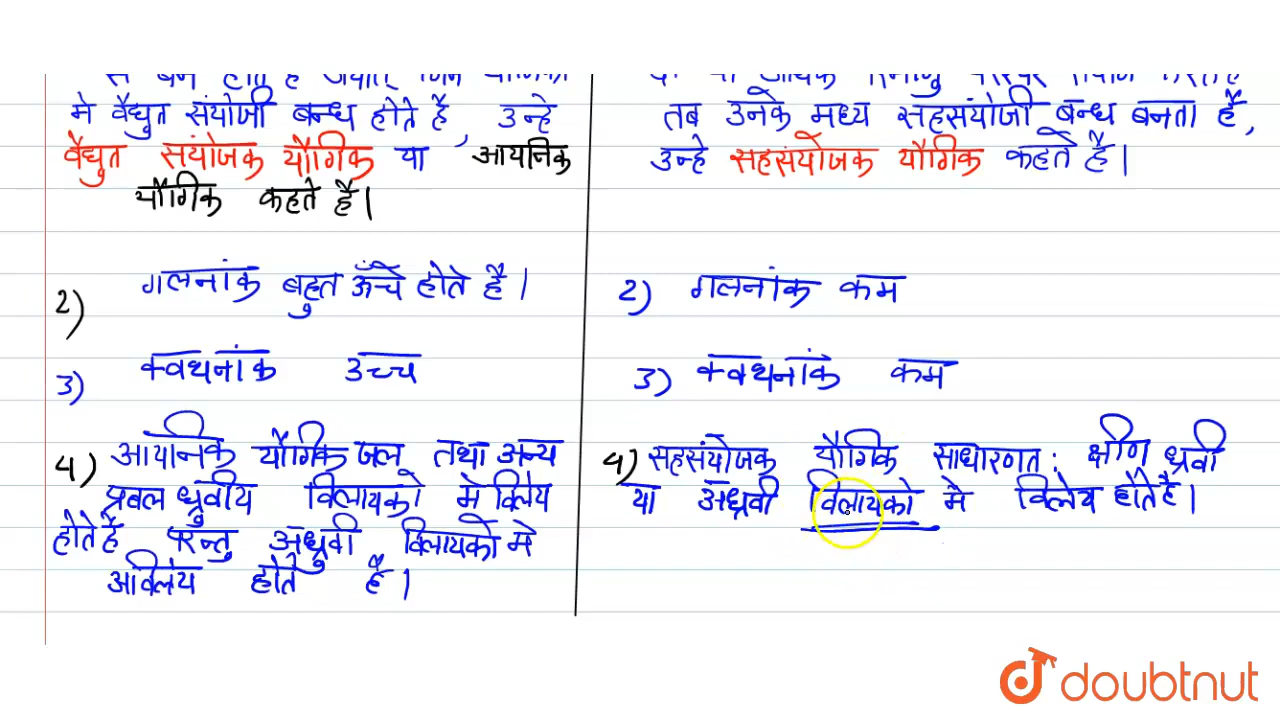 मे वैद्युत संयोजी बन्ध होते है, उन्हे
वैद्युत संयोजक यौगिक या आयनिक
यौगिक कहते है।
2) गलनांक बहुत ऊँचे होते है।
3) क्वथनांक उच्च
4) आयनिक यौगिक जल तथा अन्य
प्रबल ध्रुवीय विलायको मे विलेय
होते है परन्तु अध्रुवी विलायको मे
अविलेय होते है।
तब उनके मध्य सहसंयोजी बन्ध बनता है,
उन्हे सहसंयोजक यौगिक कहते है।
2) गलनांक कम
3) क्वथनांक कम
4) सहसंयोजक यौगिक साधारणत: क्षीण ध्रुवी
या अध्रुवी विलायको मे विलेय होते है।
doubtnut